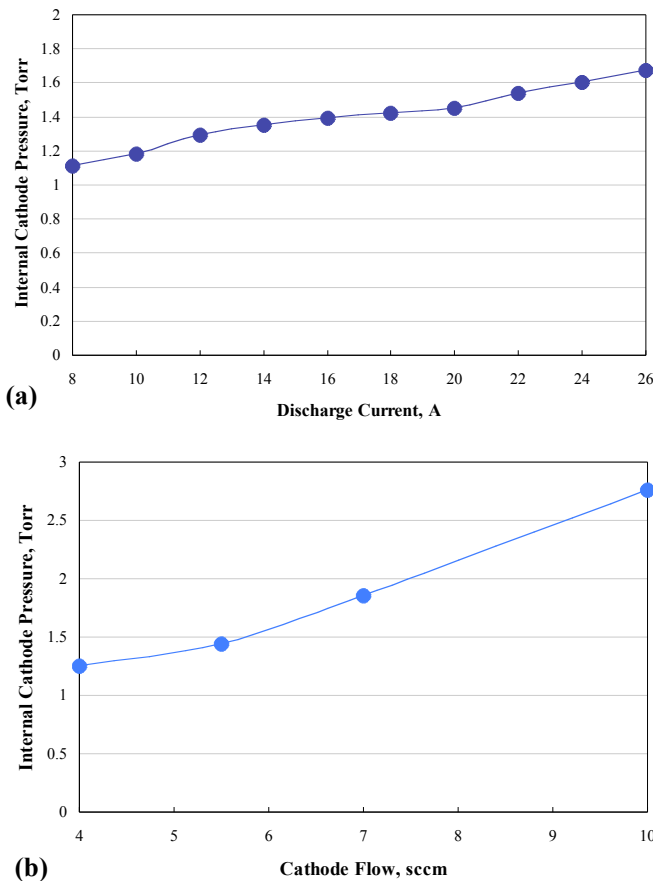 2
1.8
1.6
1.4
1.2
1
0.8
0.6
0.4
0.2
0
Internal Cathode Pressure, Torr
8 10 12 14 16 18 20 22 24 26
(a)
Discharge Current, A
3
2.5
2
1.5
1
0.5
0
Internal Cathode Pressure, Torr
4 5 6 7 8 9 10
(b)
Cathode Flow, sccm